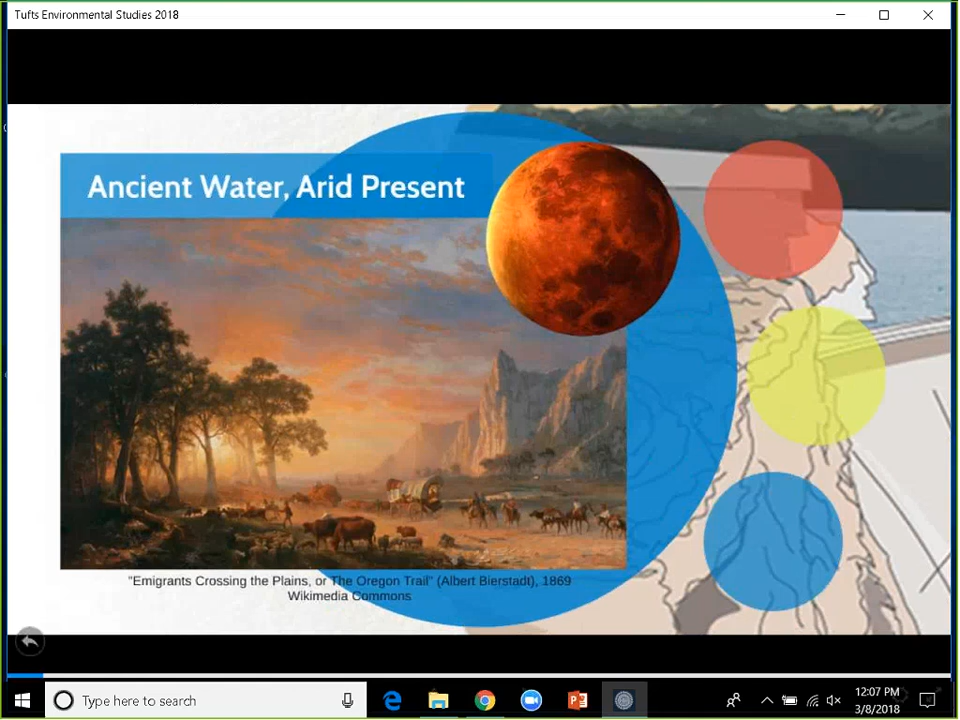 Tufts Environmental Studies 2018
Ancient Water, Arid Present
"Emigrants Crossing the Plains, or The Oregon Trail" (Albert Bierstadt), 1869
Wikimedia Commons
Type here to search
12:07 PM
3/8/2018